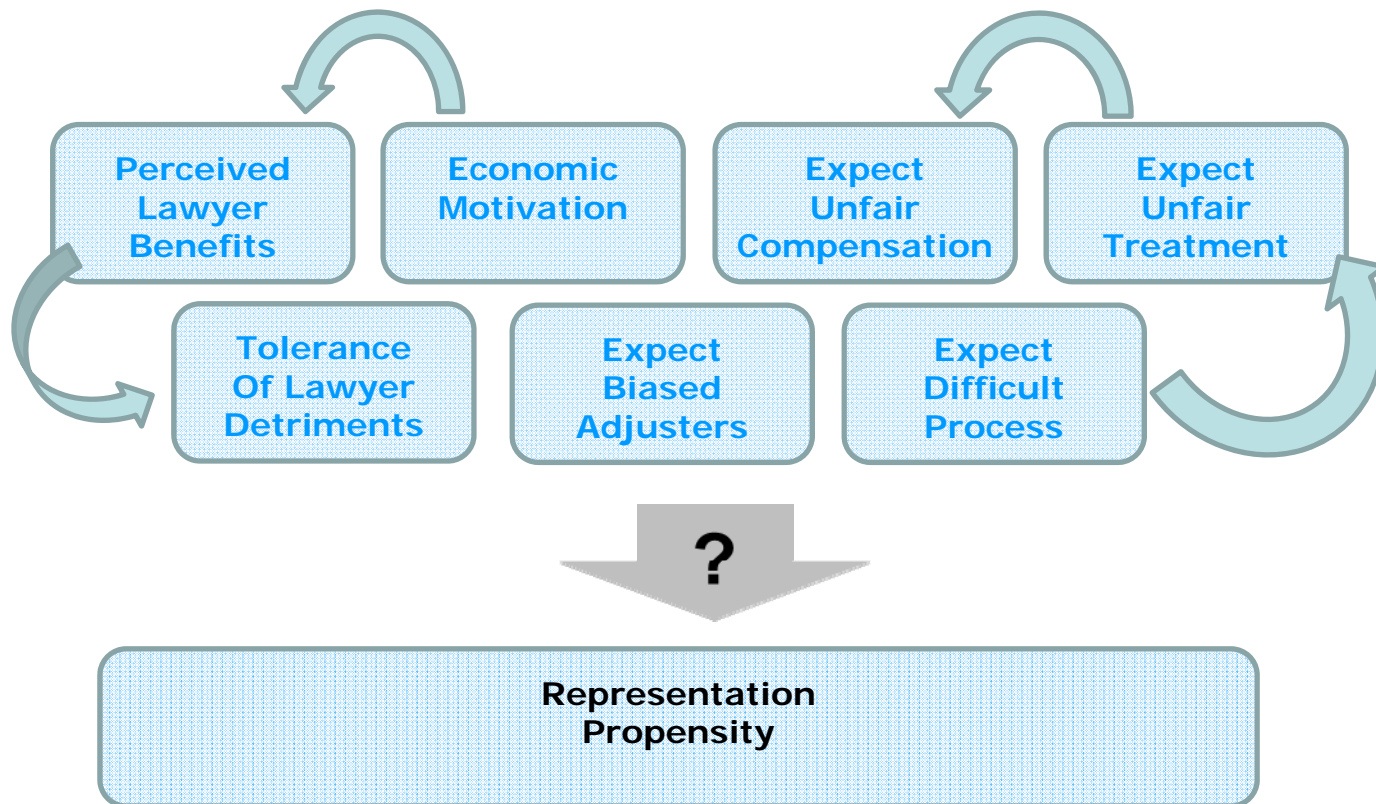 Perceived
Lawyer
Benefits
Economic
Motivation
Expect
Unfair
Compensation
Expect
Unfair
Treatment
Tolerance
Of Lawyer
Detriments
Expect
Biased
Adjusters
Expect
Difficult
Process
?
Representation
Propensity